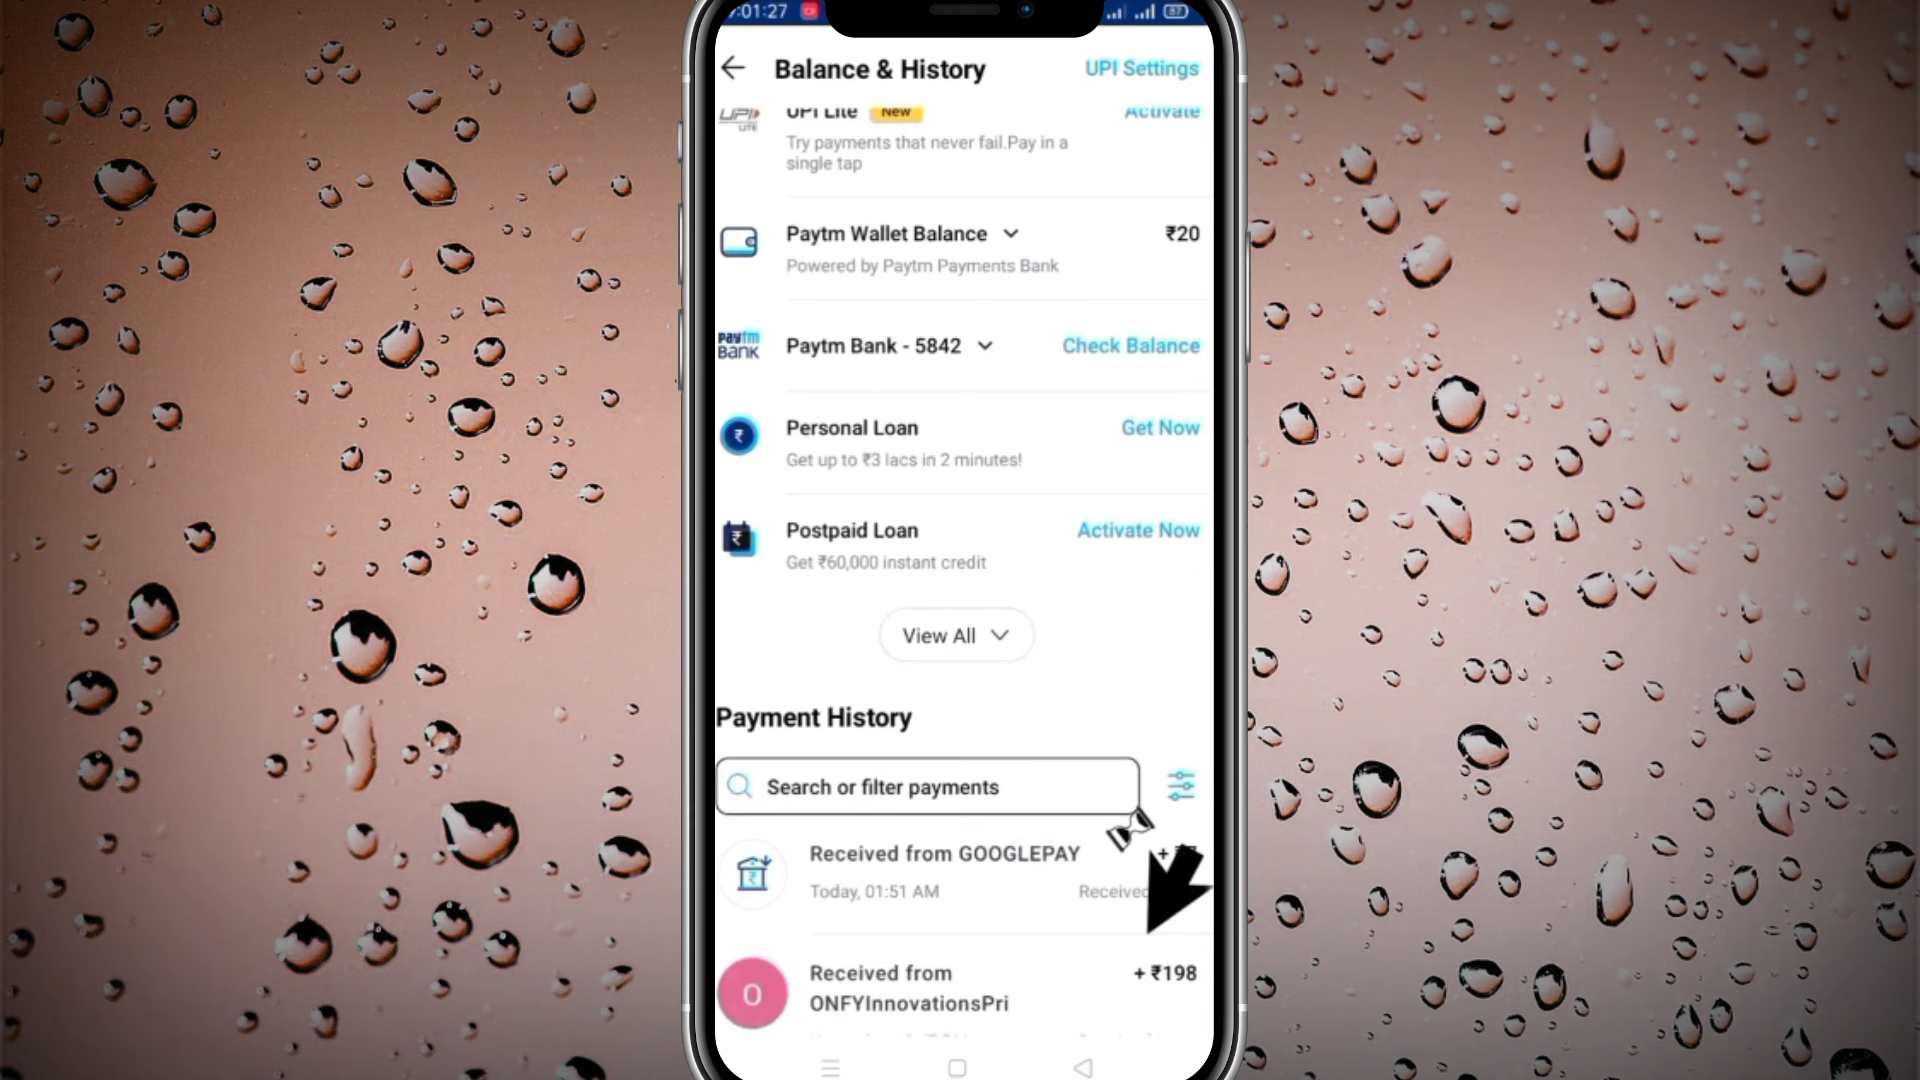 :01:27
87
Balance & History
UPI Settings
UPI LITE
UPI Lite
New
Activate
Try payments that never fail.Pay in a
single tap
Paytm Wallet Balance
₹20
Powered by Paytm Payments Bank
paytm
BANK
Paytm Bank - 5842
Check Balance
₹
Personal Loan
Get Now
Get up to ₹3 lacs in 2 minutes!
₹
Postpaid Loan
Activate Now
Get ₹60,000 instant credit
View All
Payment History
Search or filter payments
₹
Received from GOOGLEPAY
Today, 01:51 AM
Received
O
Received from
+ ₹198
ONFYInnovationsPri